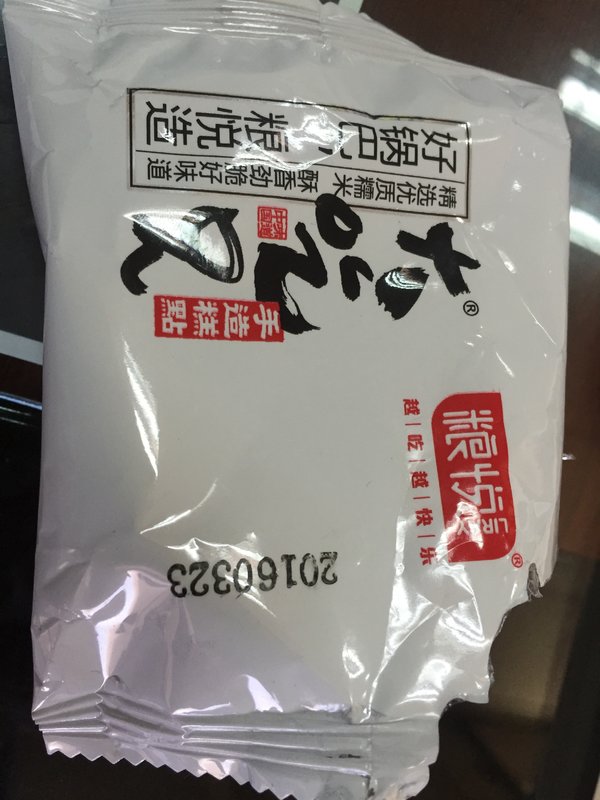 粮悦®
越|吃|越|快|乐
大吃兄®
手造糕點
好锅巴,粮悦造
精选优质糯米 酥香劲脆好味道
20160323